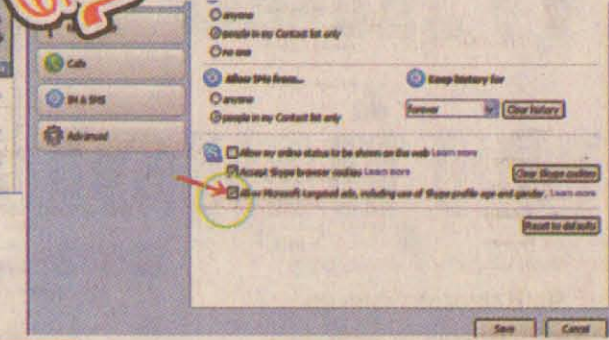 anyone
people in my Contact list only
no one
Calls
IM & SMS
Advanced
Allow IMs from...
anyone
people in my Contact list only
Keep history for
forever
Clear history
Allow my online status to be shown on the web Learn more
Accept Skype browser cookies Learn more
Clear Skype cookies
Allow Microsoft targeted ads, including use of Skype profile age and gender. Learn more
Reset to defaults
Save
Cancel